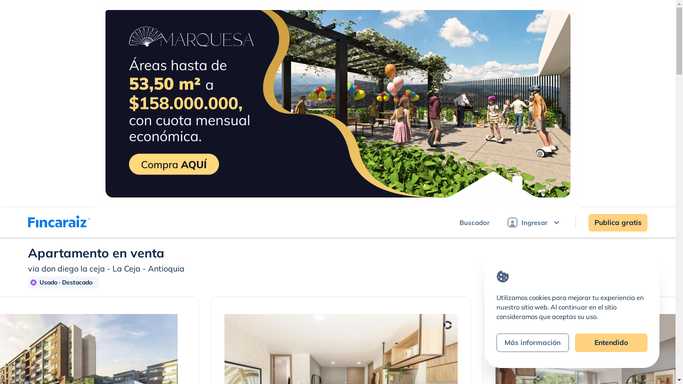 MARQUESA
Áreas hasta de
53,50 m² a
$158.000.000,
con cuota mensual
económica.
Compra AQUÍ
Fincaraiz
Buscador
Ingresar
Publica gratis
Apartamento en venta
via don diego la ceja - La Ceja - Antioquia
Usado · Destacado
Utilizamos cookies para mejorar tu experiencia en
nuestro sitio web. Al continuar en el sitio
consideramos que aceptas su uso.
Más información
Entendido